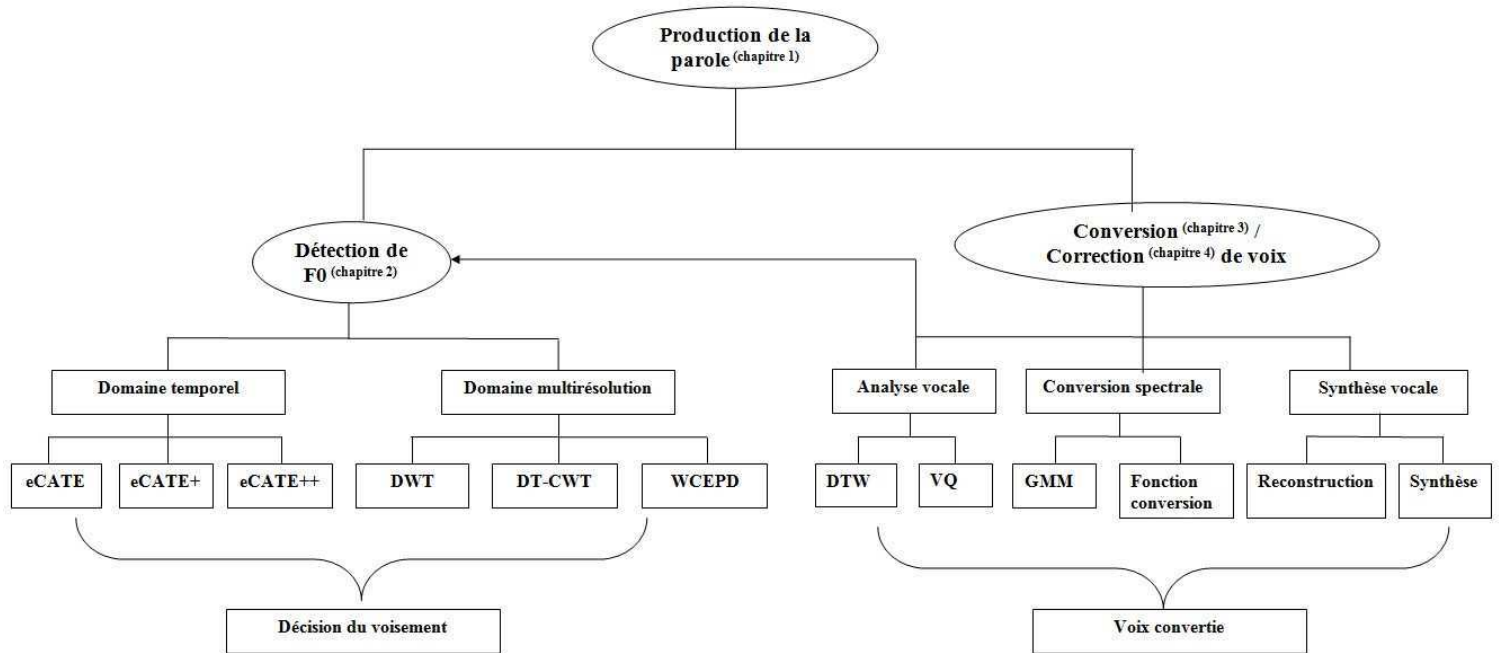 Production de la
parole (chapitre 1)
Détection de
F0 (chapitre 2)
Conversion (chapitre 3) /
Correction (chapitre 4) de voix
Domaine temporel
Domaine multirésolution
Analyse vocale
Conversion spectrale
Synthèse vocale
eCATE
eCATE+
eCATE++
DWT
DT-CWT
WCEPD
DTW
VQ
GMM
Fonction
conversion
Reconstruction
Synthèse
Décision du voisement
Voix convertie